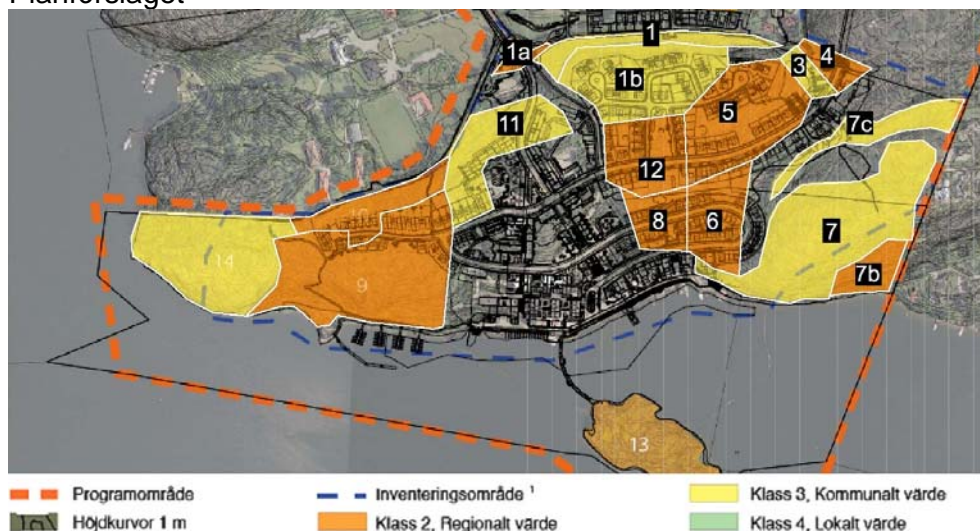 Planförslaget
1
1a
1b
3
4
5
11
7c
12
8
6
7
14
9
7b
13
Programområde
Inventeringsområde ¹
Klass 3, Kommunalt värde
Höjdkurvor 1 m
Klass 2, Regionalt värde
Klass 4, Lokalt värde